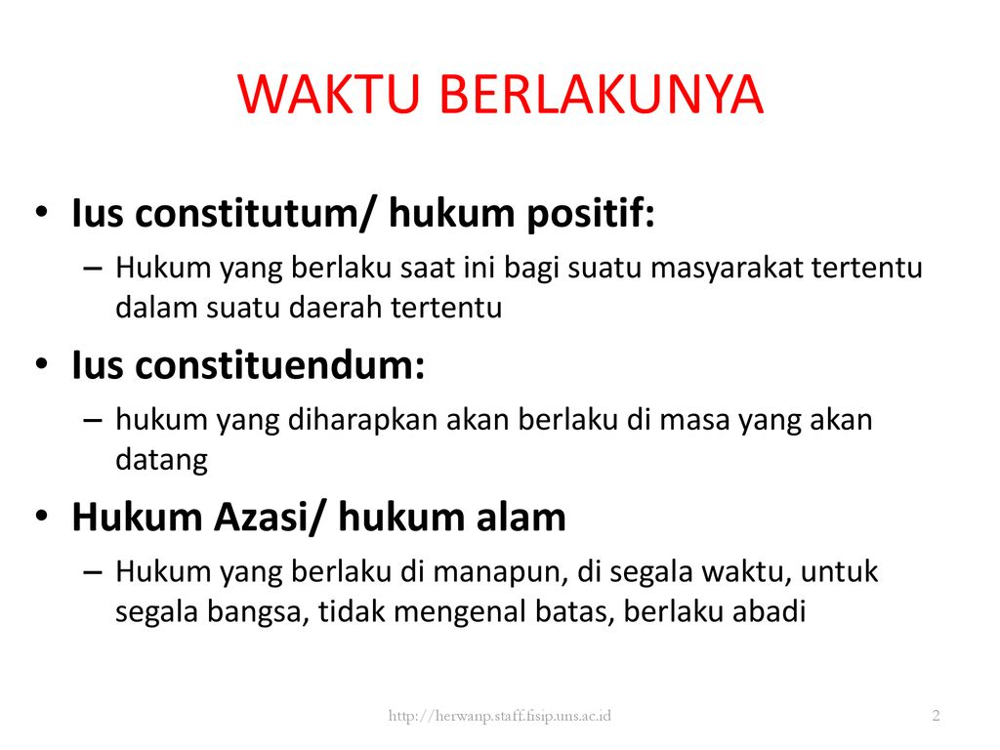 WAKTU BERLAKUNYA
• Ius constitutum/ hukum positif:
– Hukum yang berlaku saat ini bagi suatu masyarakat tertentu
dalam suatu daerah tertentu
• Ius constituendum:
– hukum yang diharapkan akan berlaku di masa yang akan
datang
• Hukum Azasi/ hukum alam
– Hukum yang berlaku di manapun, di segala waktu, untuk
segala bangsa, tidak mengenal batas, berlaku abadi
http://herwanp.staff.fisip.uns.ac.id 2